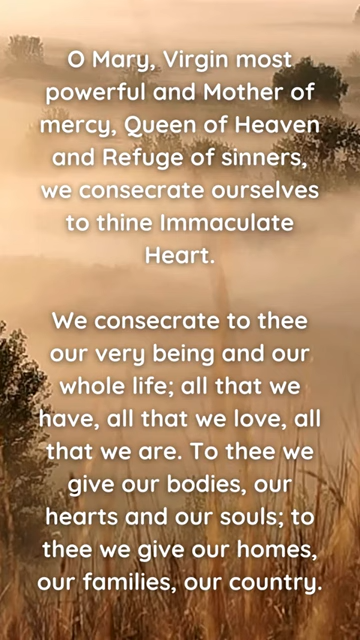 O Mary, Virgin most
powerful and Mother of
mercy, Queen of Heaven
and Refuge of sinners,
we consecrate ourselves
to thine Immaculate
Heart.
We consecrate to thee
our very being and our
whole life; all that we
have, all that we love, all
that we are. To thee we
give our bodies, our
hearts and our souls; to
thee we give our homes,
our families, our country.